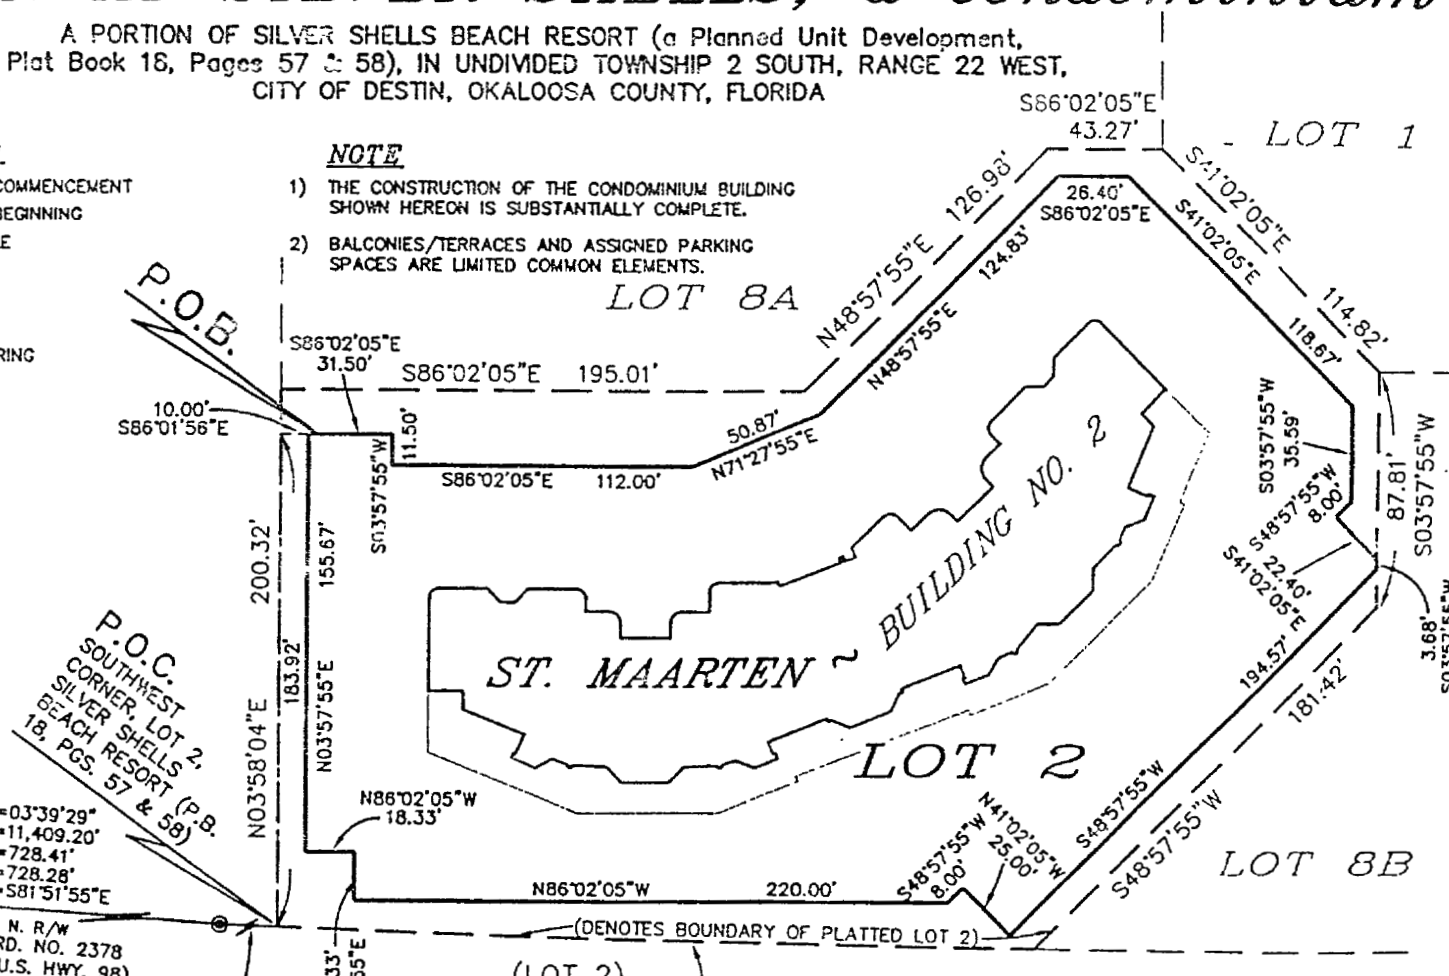 A PORTION OF SILVER SHELLS BEACH RESORT (a Planned Unit Development,
Plat Book 18, Pages 57 & 58), IN UNDIVIDED TOWNSHIP 2 SOUTH, RANGE 22 WEST,
CITY OF DESTIN, OKALOOSA COUNTY, FLORIDA
S86°02'05"E
43.27'
LOT 1
NOTE
1) THE CONSTRUCTION OF THE CONDOMINIUM BUILDING
SHOWN HEREON IS SUBSTANTIALLY COMPLETE.
2) BALCONIES/TERRACES AND ASSIGNED PARKING
SPACES ARE LIMITED COMMON ELEMENTS.
COMMENCEMENT
BEGINNING
E
RING
LOT 8A
P.O.B.
S86°02'05"E
31.50'
S86°02'05"E 195.01'
10.00'
S86°01'56"E
11.50'
S03°57'55"W
S86°02'05"E 112.00'
50.87'
N71°27'55"E
N48°57'55"E 126.98'
124.83'
N48°57'55"E
26.40'
S86°02'05"E
S41°02'05"E
114.82'
S41°02'05"E
118.67'
S03°57'55"W
35.59'
S48°57'55"W
8.00'
22.40'
S41°02'05"E
87.81'
S03°57'55"W
3.68'
194.57'
S48°57'55"W
181.42'
S48°57'55"W
200.32'
N03°58'04"E
183.92'
155.67'
N03°57'55"E
ST. MAARTEN ~ BUILDING NO. 2
LOT 2
LOT 8B
P.O.C.
SOUTHWEST
CORNER, LOT 2,
SILVER SHELLS
BEACH RESORT (P.B.
18, PGS. 57 & 58)
N86°02'05"W
18.33'
N86°02'05"W 220.00'
S48°57'55"W
8.00'
N41°02'05"W
25.00'
=03°39'29"
=11,409.20'
=728.41'
=728.28'
=S81°51'55"E
N. R/W
RD. NO. 2378
U.S. HWY. 98)
(DENOTES BOUNDARY OF PLATTED LOT 2)
33'
55"E
(LOT 2)